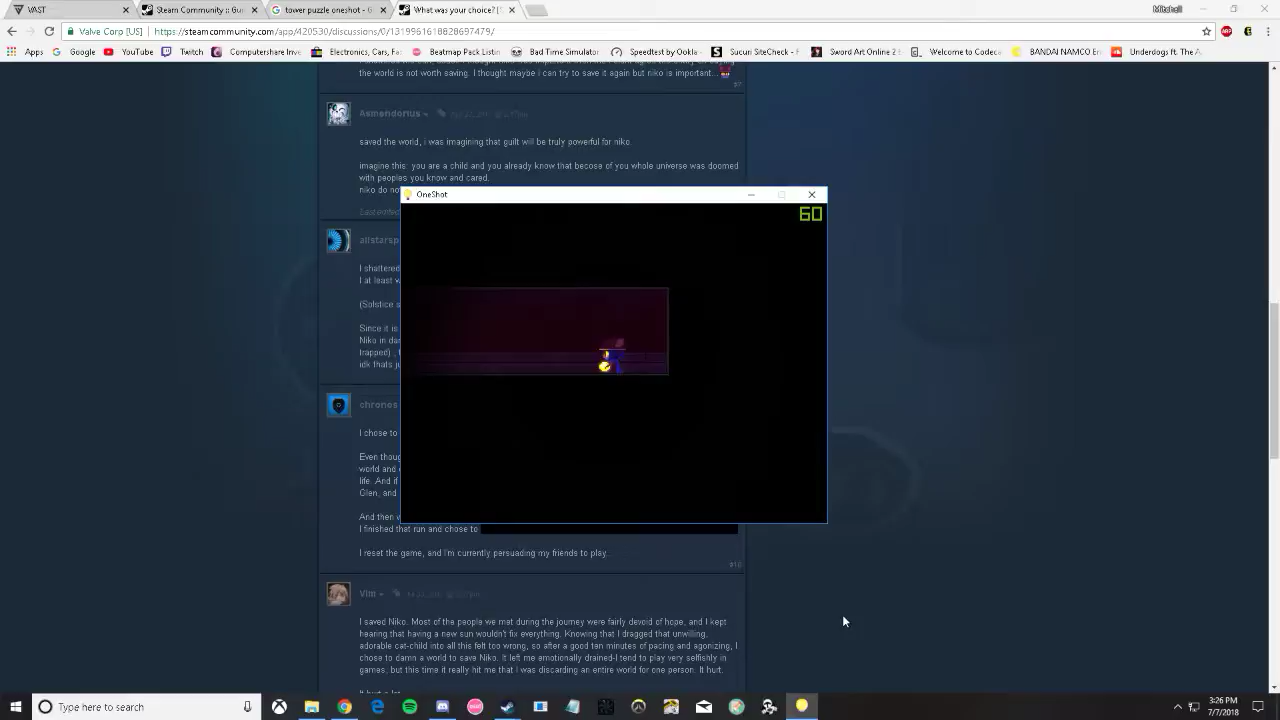 VAST
Steam Community :: Gui
tower puzzle oneshot - G
What was your choice? [
Mitchell
Valve Corp [US]
https://steamcommunity.com/app/420530/discussions/0/1319961618828697479/
Apps
YouTube
Twitch
Computershare Inve
Electronics, Cars, Fa
Beatmap Pack Listing
Bad Time Simulator
Speedtest by Ookla
Sucuri SiteCheck - F
Sword Art Online 2 E
Welcome to Codeca
BANDAI NAMCO En
Underdogs ft. The A
the world is not worth saving. I thought maybe i can try to save it again but niko is important...
#7
Asmendorius
saved the world, i was imagining that guilt will be truly powerful for niko.
imagine this: you are a child and you already know that becose of you whole universe was doomed
with peoples you know and cared.
niko do no
OneShot
60
allstarsp
I shattered
I at least w
(Solstice s
Since it is
Niko in da
trapped) , t
idk thats ju
chronos
I chose to
Even thoug
world and
life. And if
Glen, and
And then v
I finished that run and chose to
I reset the game, and I'm currently persuading my friends to play...
#10
Vim
I saved Niko. Most of the people we met during the journey were fairly devoid of hope, and I kept
hearing that having a new sun wouldn't fix everything. Knowing that I dragged that unwilling,
adorable cat-child into all this felt too wrong, so after a good ten minutes of pacing and agonizing, I
chose to damn a world to save Niko. It left me emotionally drained-I tend to play very selfishly in
games, but this time it really hit me that I was discarding an entire world for one person. It hurt.
Type here to search
3:26 PM
7/7/2018